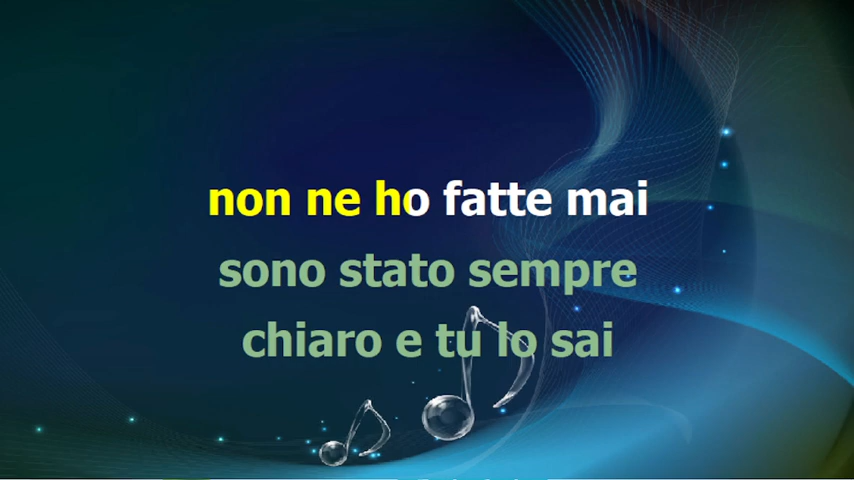 non ne ho fatte mai
sono stato sempre
chiaro e tu lo sai